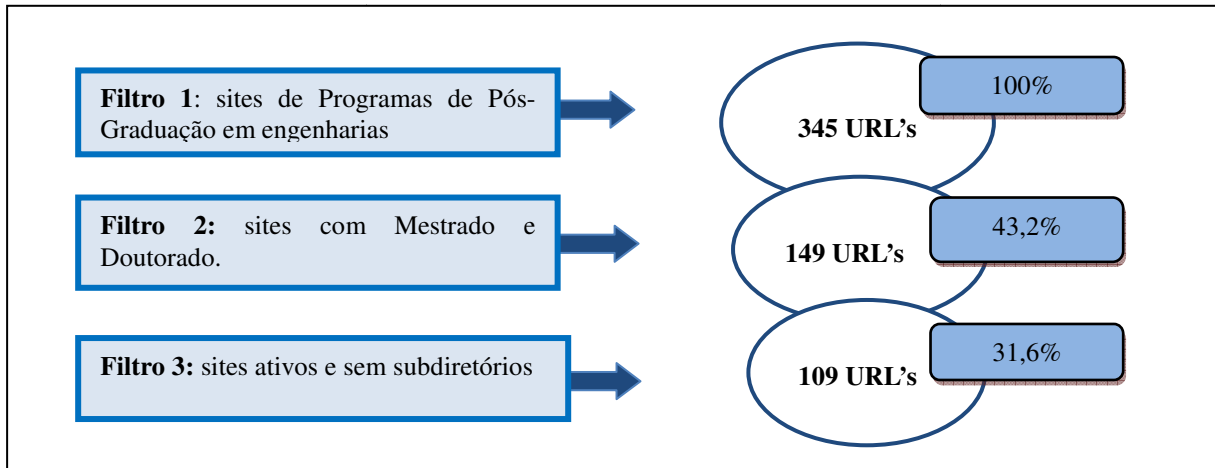 Filtro 1: sites de Programas de Pós-
Graduação em engenharias
100%
345 URL’s
Filtro 2: sites com Mestrado e
Doutorado.
43,2%
149 URL’s
Filtro 3: sites ativos e sem subdiretórios
31,6%
109 URL’s